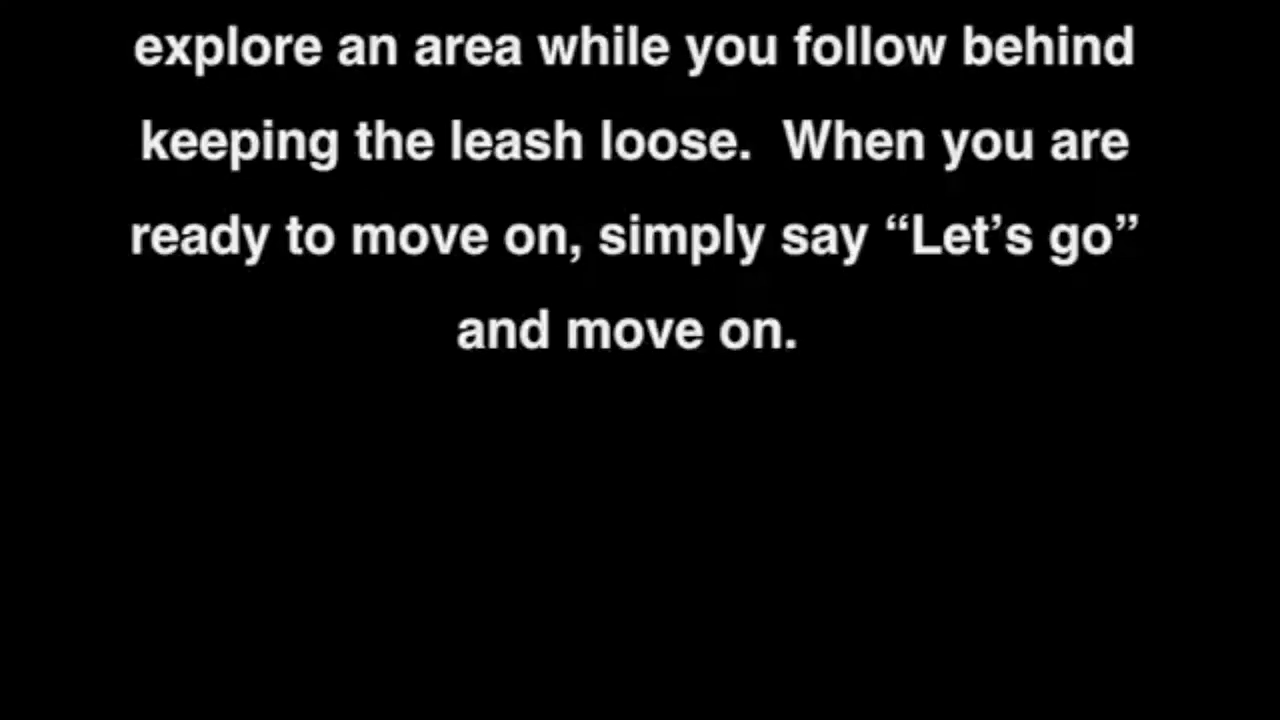 explore an area while you follow behind
keeping the leash loose.  When you are
ready to move on, simply say “Let’s go”
and move on.